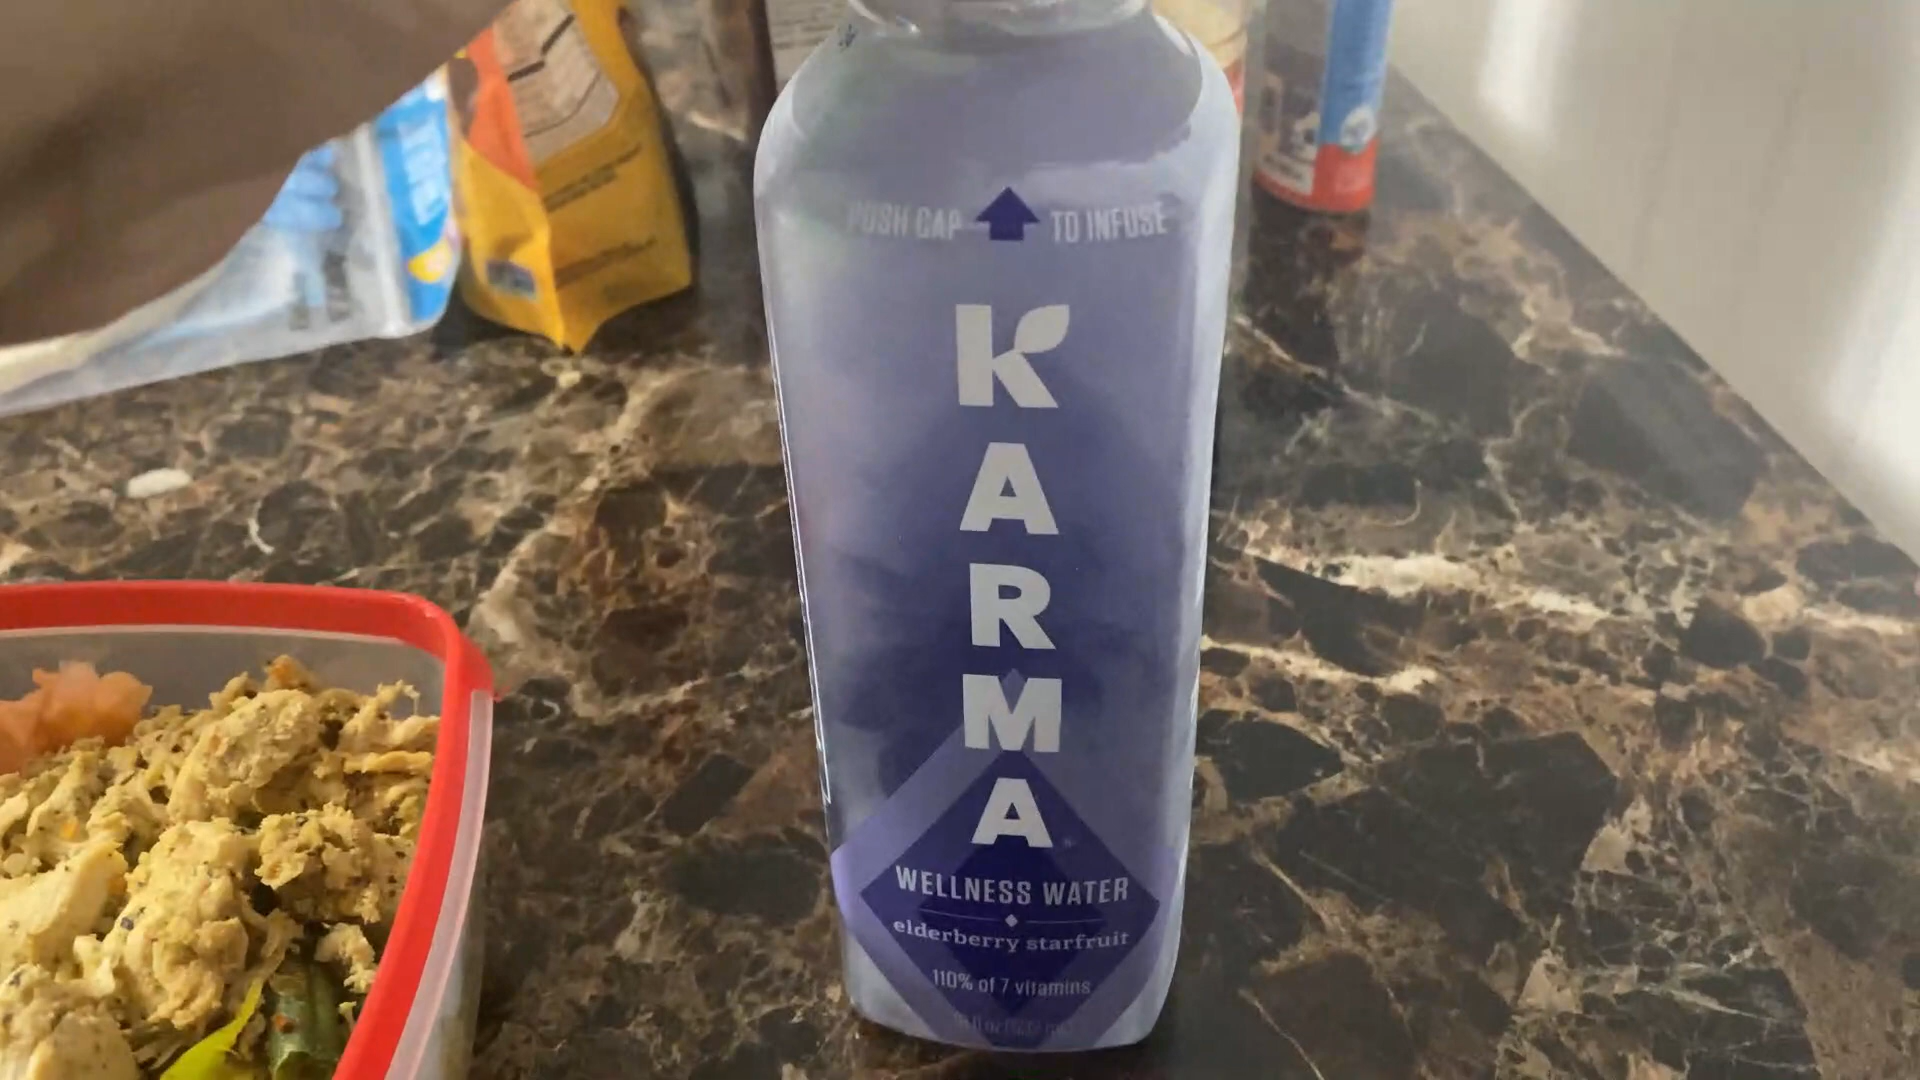 PUSH CAP TO INFUSE
KARMA
WELLNESS WATER
elderberry starfruit
110% of 7 vitamins